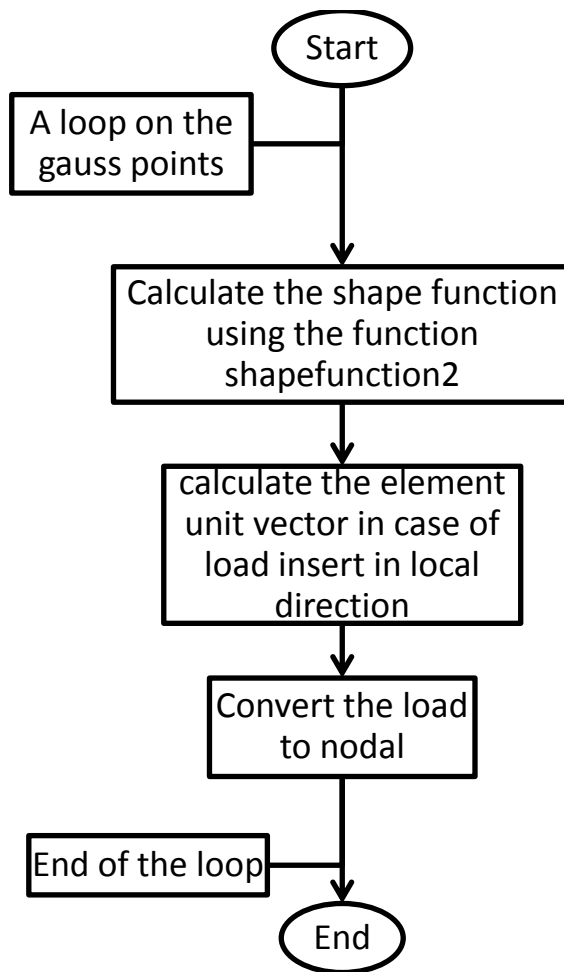 Start
A loop on the
gauss points
Calculate the shape function
using the function
shapefunction2
calculate the element
unit vector in case of
load insert in local
direction
Convert the load
to nodal
End of the loop
End